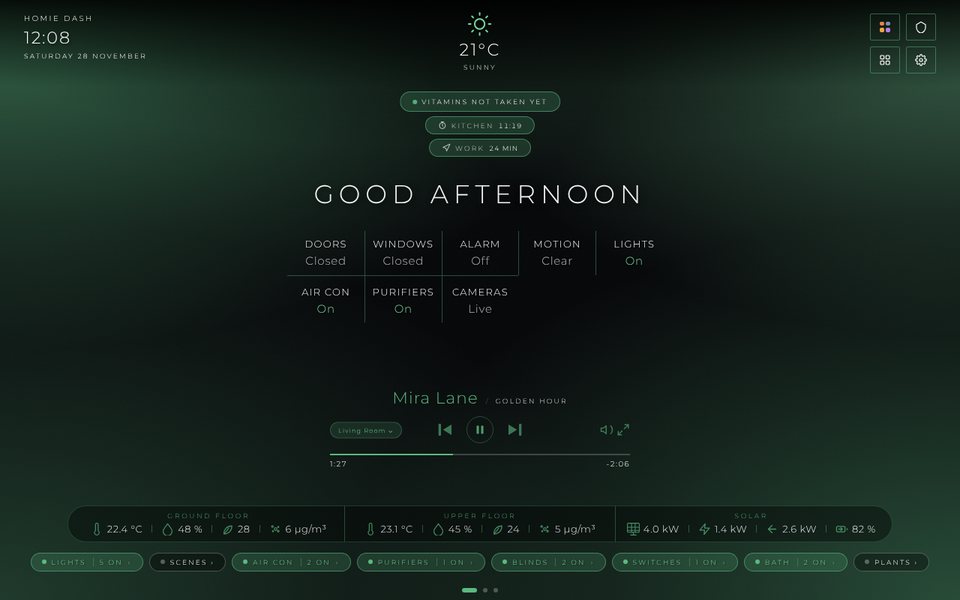 HOMIE DASH
12:08
SATURDAY 28 NOVEMBER
21°C
SUNNY
VITAMINS NOT TAKEN YET
KITCHEN 11:19
WORK 24 MIN
GOOD AFTERNOON
DOORS WINDOWS ALARM MOTION LIGHTS
Closed Closed Off Clear On
AIR CON PURIFIERS CAMERAS
On On Live
Mira Lane / GOLDEN HOUR
Living Room
1:27 -2:06
GROUND FLOOR UPPER FLOOR SOLAR
22.4 °C 48 % 28 6 µg/m³ 23.1 °C 45 % 24 5 µg/m³ 4.0 kW 1.4 kW 2.6 kW 82 %
LIGHTS | 5 ON › SCENES › AIR CON | 2 ON › PURIFIERS | 1 ON › BLINDS | 2 ON › SWITCHES | 1 ON › BATH | 2 ON › PLANTS ›